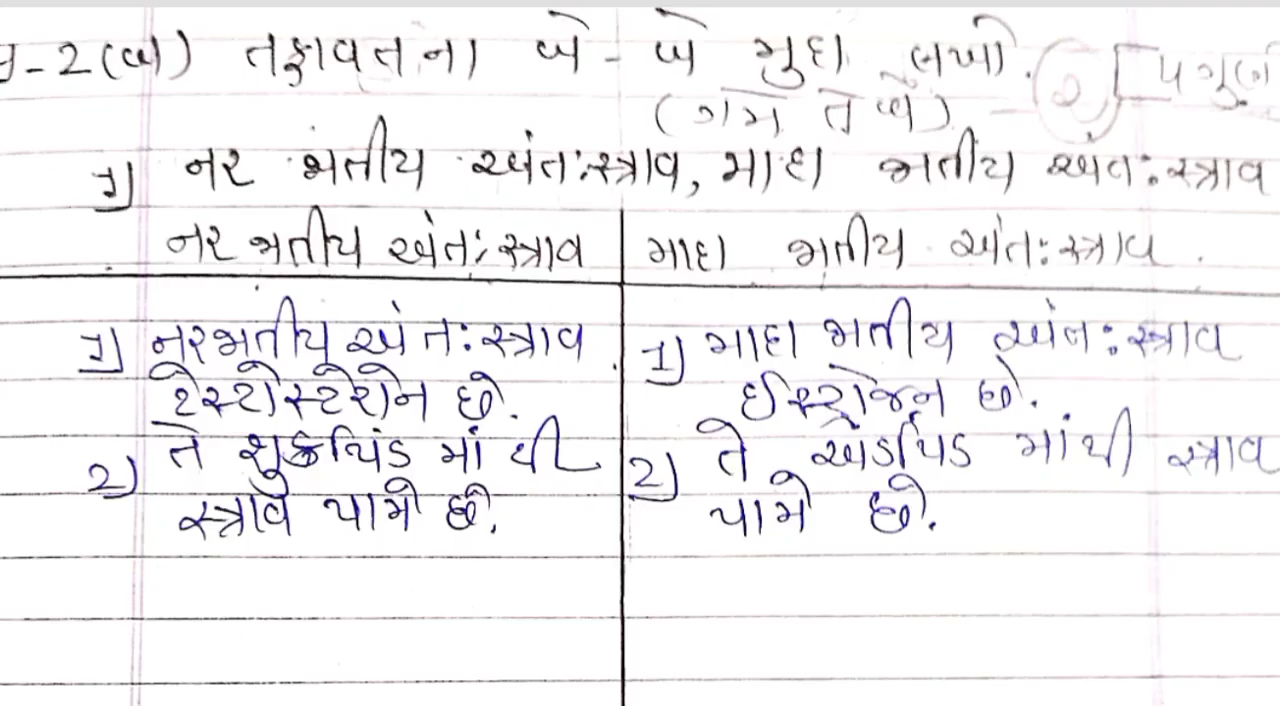 પ્ર-2(બ) તફાવતના બે - બે મુદ્દા લખો.
(ગમે તે બે)
1) નર જાતીય અંતઃસ્ત્રાવ, માદા જાતીય અંતઃસ્ત્રાવ
નર જાતીય અંતઃસ્ત્રાવ | માદા જાતીય અંતઃસ્ત્રાવ.
1) નરજાતીય અંતઃસ્ત્રાવ
ટેસ્ટોસ્ટેરોન છે.
2) તે શુક્રપિંડ માંથી
સ્ત્રાવ પામે છે.
1) માદા જાતીય અંતઃસ્ત્રાવ
ઈસ્ટ્રોજન છે.
2) તે અંડપિંડ માંથી સ્ત્રાવ
પામે છે.